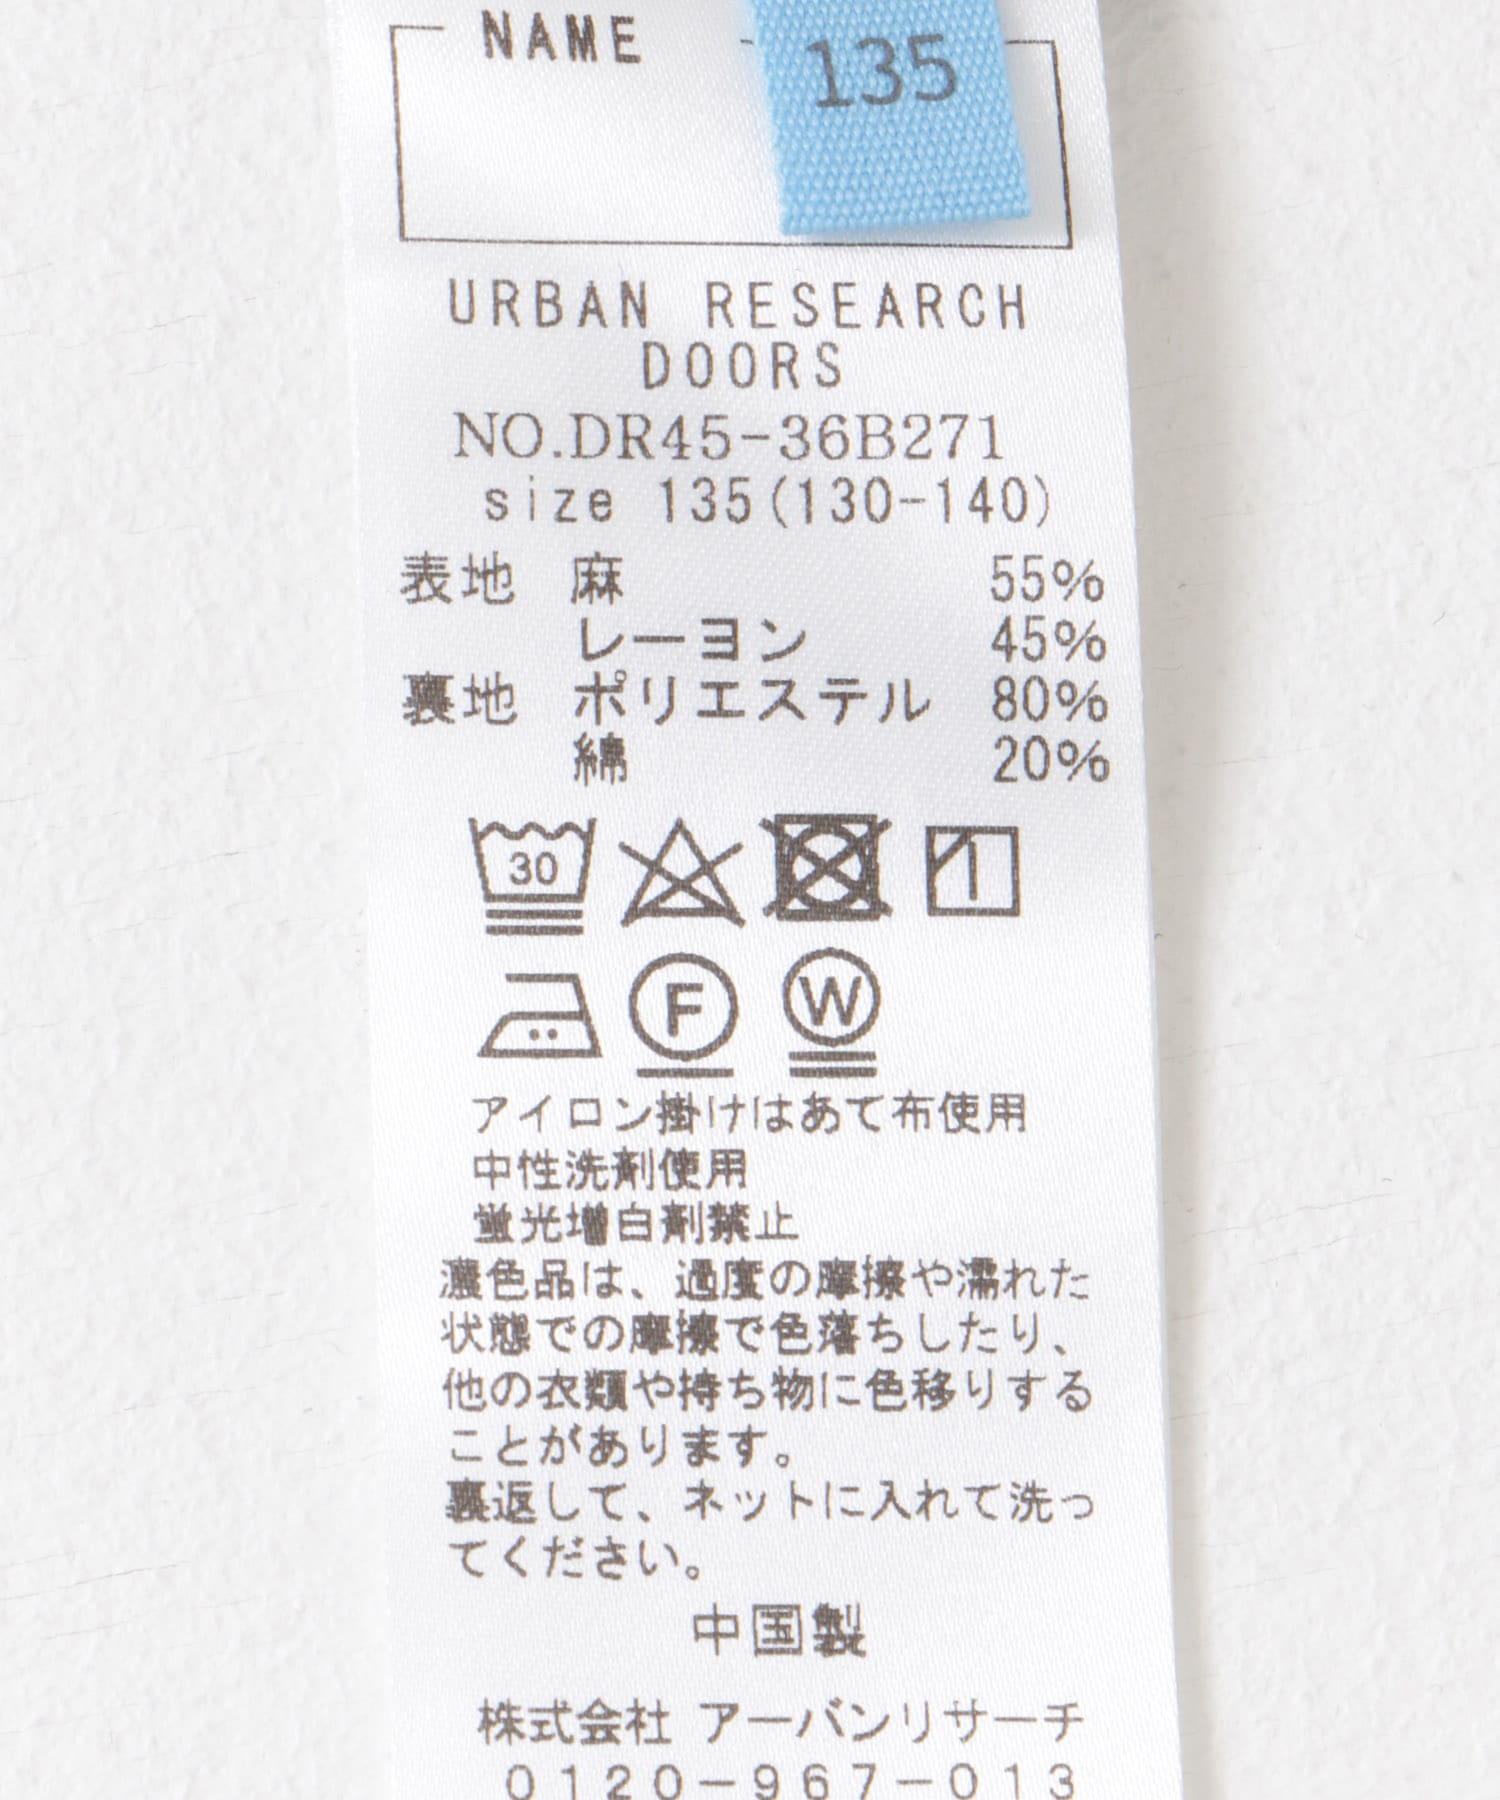 NAME
135
URBAN RESEARCH
DOORS
NO.DR45-36B271
size 135(130-140)
表地 麻 55%
レーヨン 45%
裏地 ポリエステル 80%
綿 20%
30
F W
アイロン掛けはあて布使用
中性洗剤使用
蛍光増白剤禁止
濃色品は、過度の摩擦や濡れた
状態での摩擦で色落ちしたり、
他の衣類や持ち物に色移りする
ことがあります。
裏返して、ネットに入れて洗っ
てください。
中国製
株式会社 アーバンリサーチ
0120-967-013